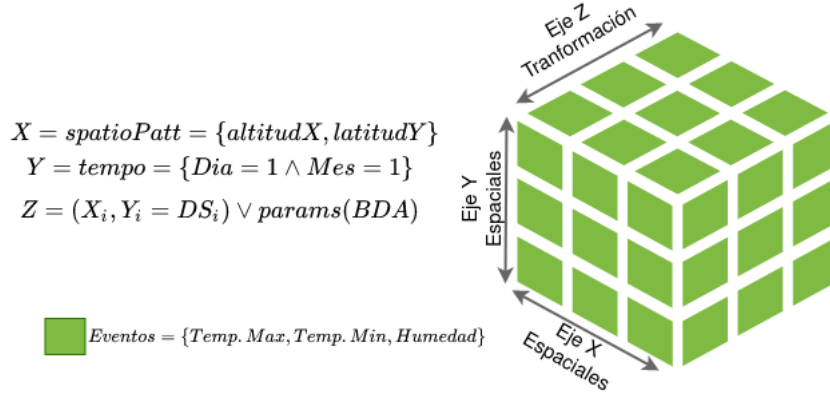 X = spatioPatt = {altitudX, latitudY}
Y = tempo = {Dia = 1 ∧ Mes = 1}
Z = (X_i, Y_i = DS_i) ∨ params(BDA)
Eventos = {Temp. Max, Temp. Min, Humedad}
Eje Z
Tranformación
Eje Y
Espaciales
Eje X
Espaciales